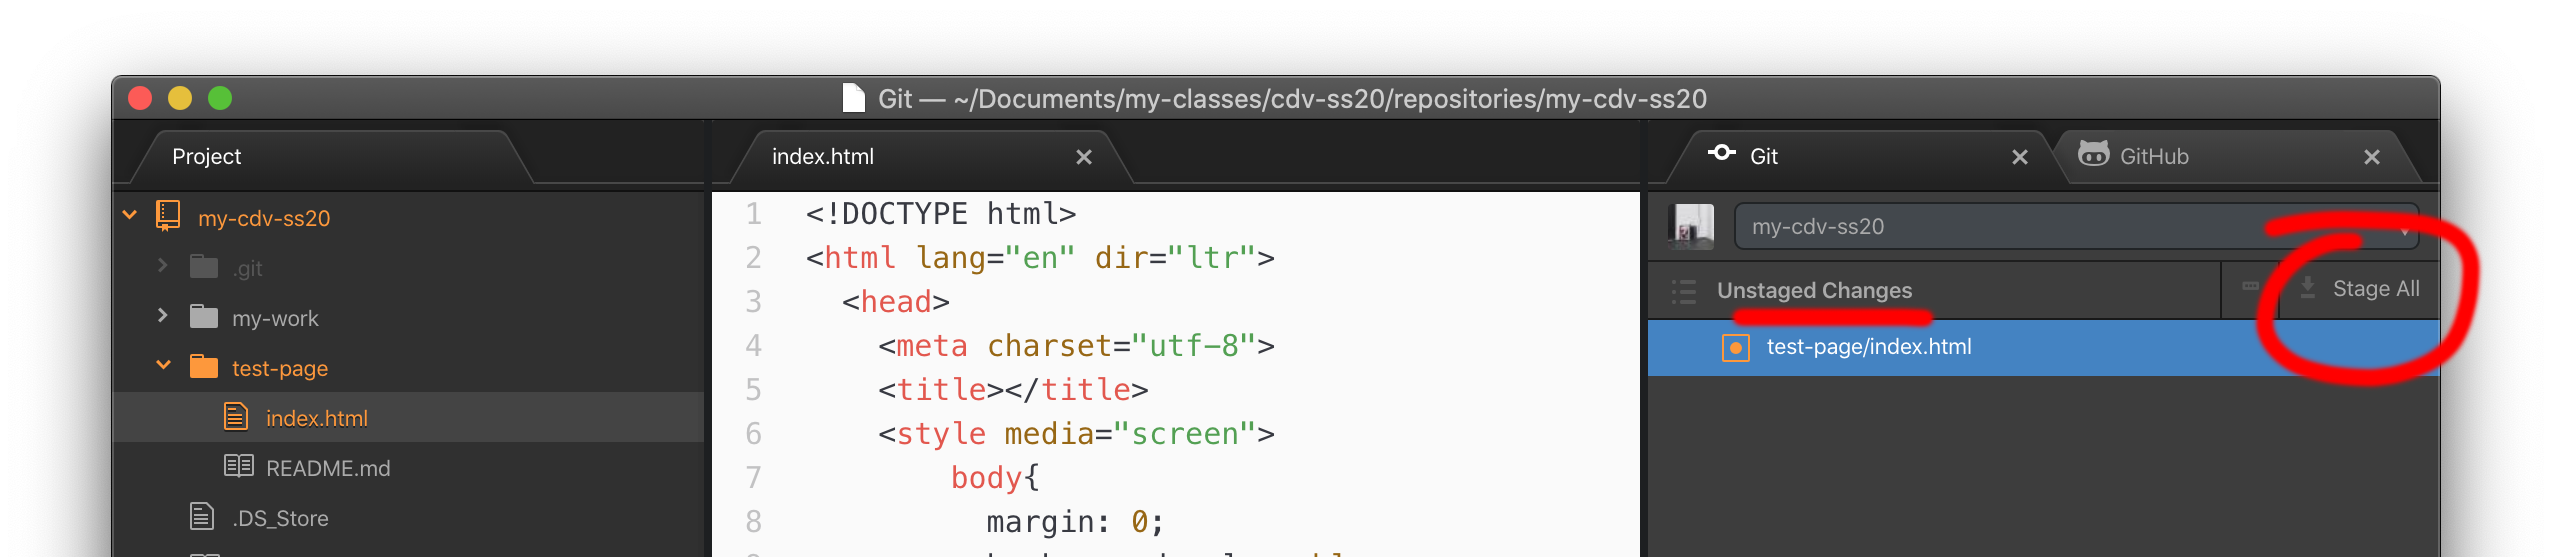 Git — ~/Documents/my-classes/cdv-ss20/repositories/my-cdv-ss20
Project
my-cdv-ss20
.git
my-work
test-page
index.html
README.md
.DS_Store
index.html
1 <!DOCTYPE html>
2 <html lang="en" dir="ltr">
3 <head>
4 <meta charset="utf-8">
5 <title></title>
6 <style media="screen">
7 body{
8 margin: 0;
Git
GitHub
my-cdv-ss20
Unstaged Changes
Stage All
test-page/index.html